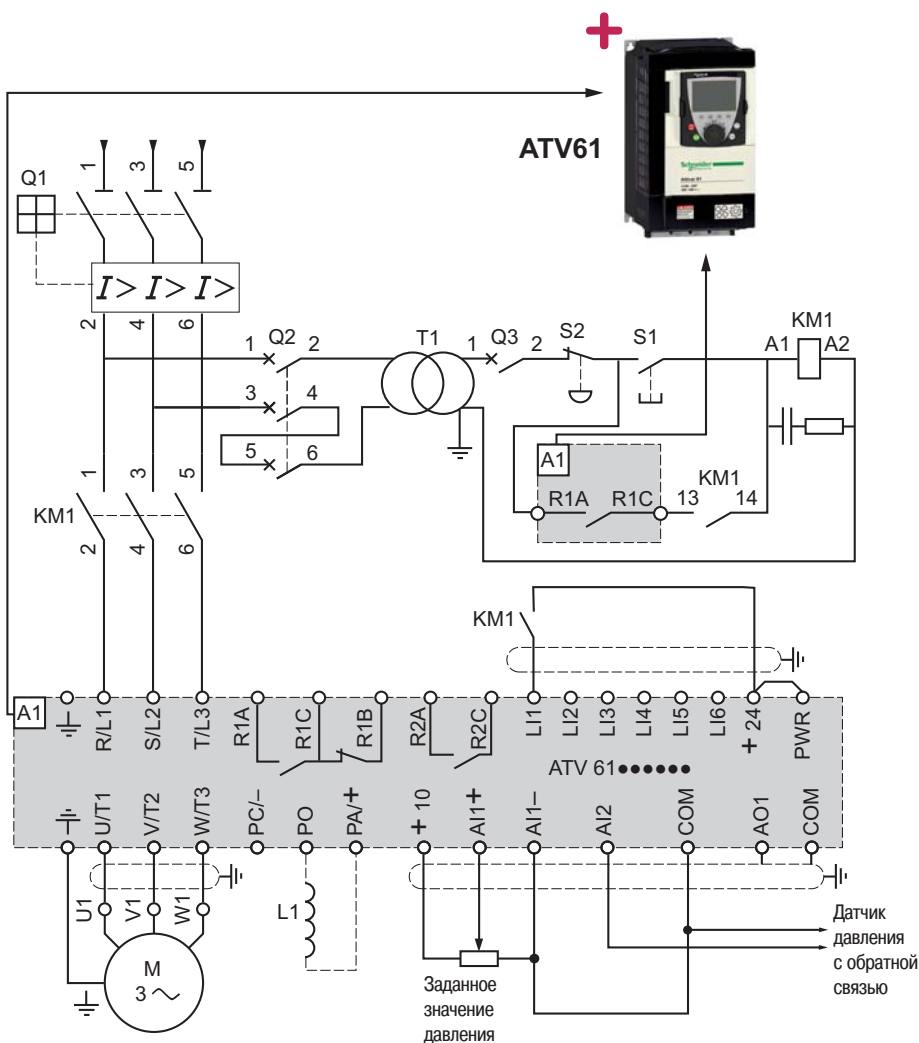 ATV61
Schneider
Electric
Altivar 61
Q1
1
3
5
I>
I>
I>
2
4
6
1 Q2 2
3 4
5 6
T1
1 Q3 2
S2
S1
KM1
A1 A2
A1
R1A R1C
KM1
13 14
1
3
5
KM1
2
4
6
KM1
A1
R/L1
S/L2
T/L3
R1A
R1C
R1B
R2A
R2C
LI1
LI2
LI3
LI4
LI5
LI6
+ 24
PWR
ATV 61●●●●●●
U/T1
V/T2
W/T3
PC/–
PO
PA/+
+ 10
AI1+
AI1–
AI2
COM
AO1
COM
U1
V1
W1
L1
M
3 ~
Заданное
значение
давления
Датчик
давления
с обратной
связью